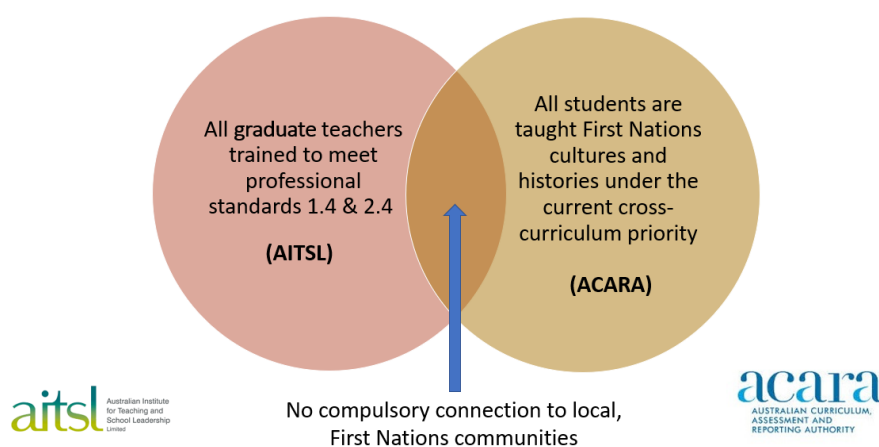 All graduate teachers
trained to meet
professional
standards 1.4 & 2.4
(AITSL)
All students are
taught First Nations
cultures and
histories under the
current cross-
curriculum priority
(ACARA)
No compulsory connection to local,
First Nations communities
aitsl
Australian Institute
for Teaching and
School Leadership
Limited
acara
AUSTRALIAN CURRICULUM,
ASSESSMENT AND
REPORTING AUTHORITY